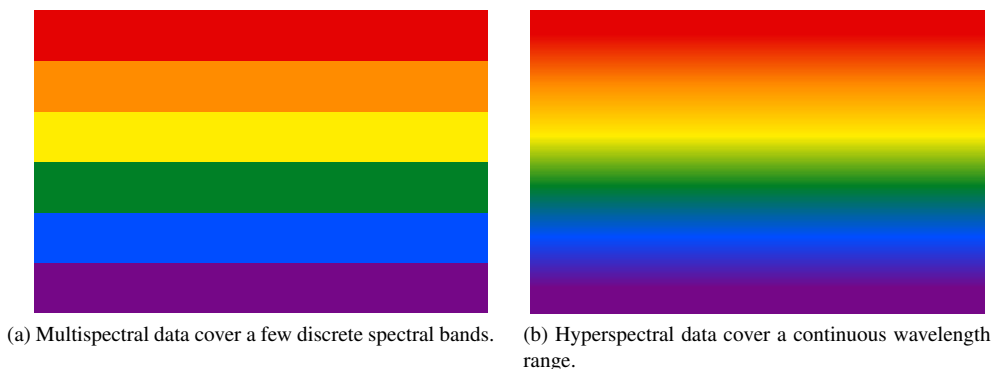 (a) Multispectral data cover a few discrete spectral bands.
(b) Hyperspectral data cover a continuous wavelength
range.